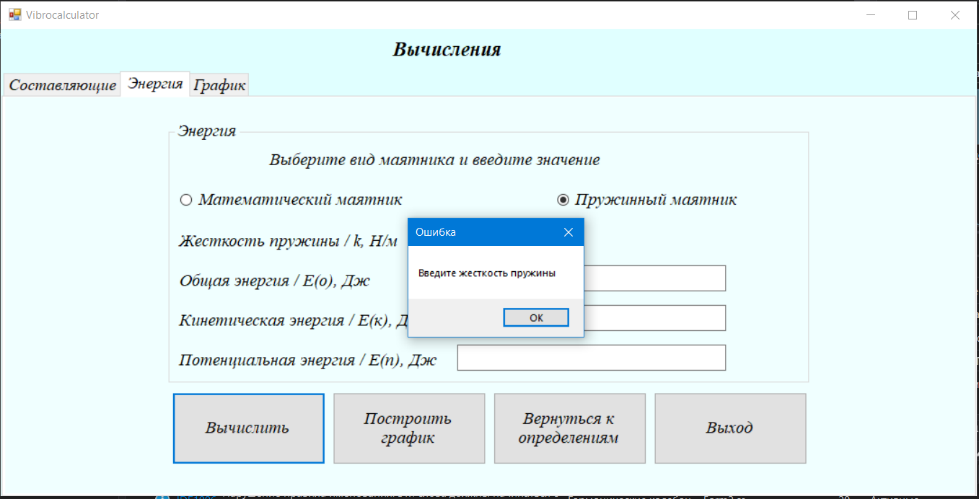 Vibrocalculator
Вычисления
Составляющие Энергия График
Энергия
Выберите вид маятника и введите значение
Математический маятник Пружинный маятник
Жесткость пружины / k, Н/м
Ошибка
Введите жесткость пружины
OK
Общая энергия / E(o), Дж
Кинетическая энергия / E(к), Д
Потенциальная энергия / E(п), Дж
Вычислить
Построить
график
Вернуться к
определениям
Выход